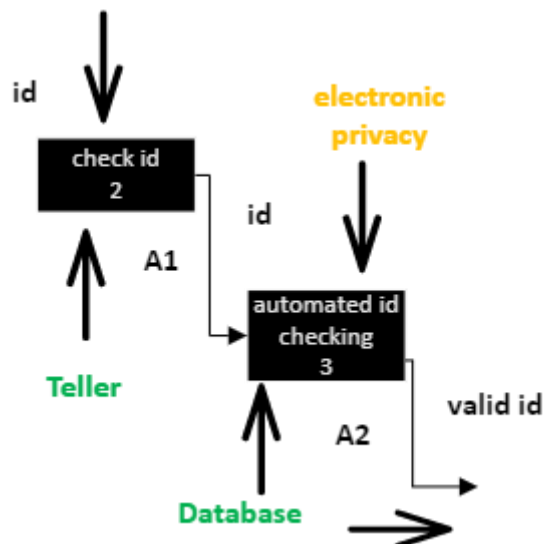 id
electronic
privacy
check id
2
id
A1
automated id
checking
3
Teller
valid id
A2
Database